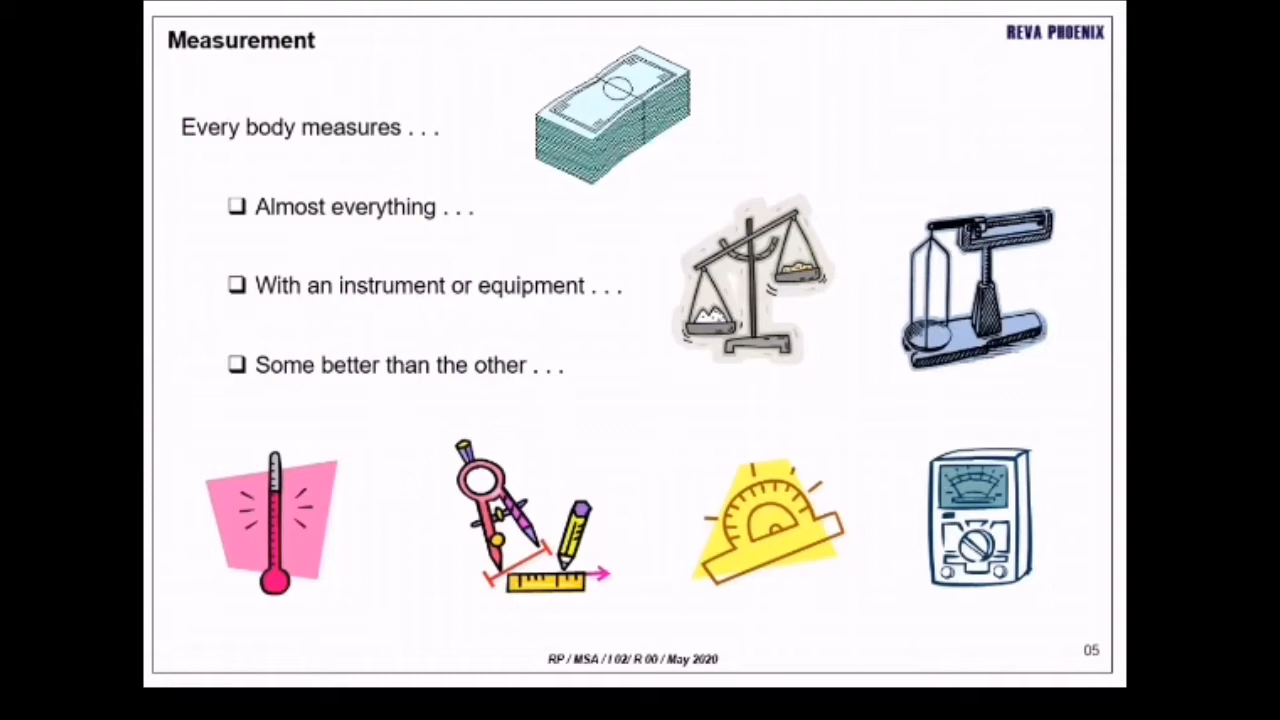 Measurement
REVA PHOENIX
Every body measures . . .
Almost everything . . .
With an instrument or equipment . . .
Some better than the other . . .
RP / MSA / I 02/ R 00 / May 2020
05